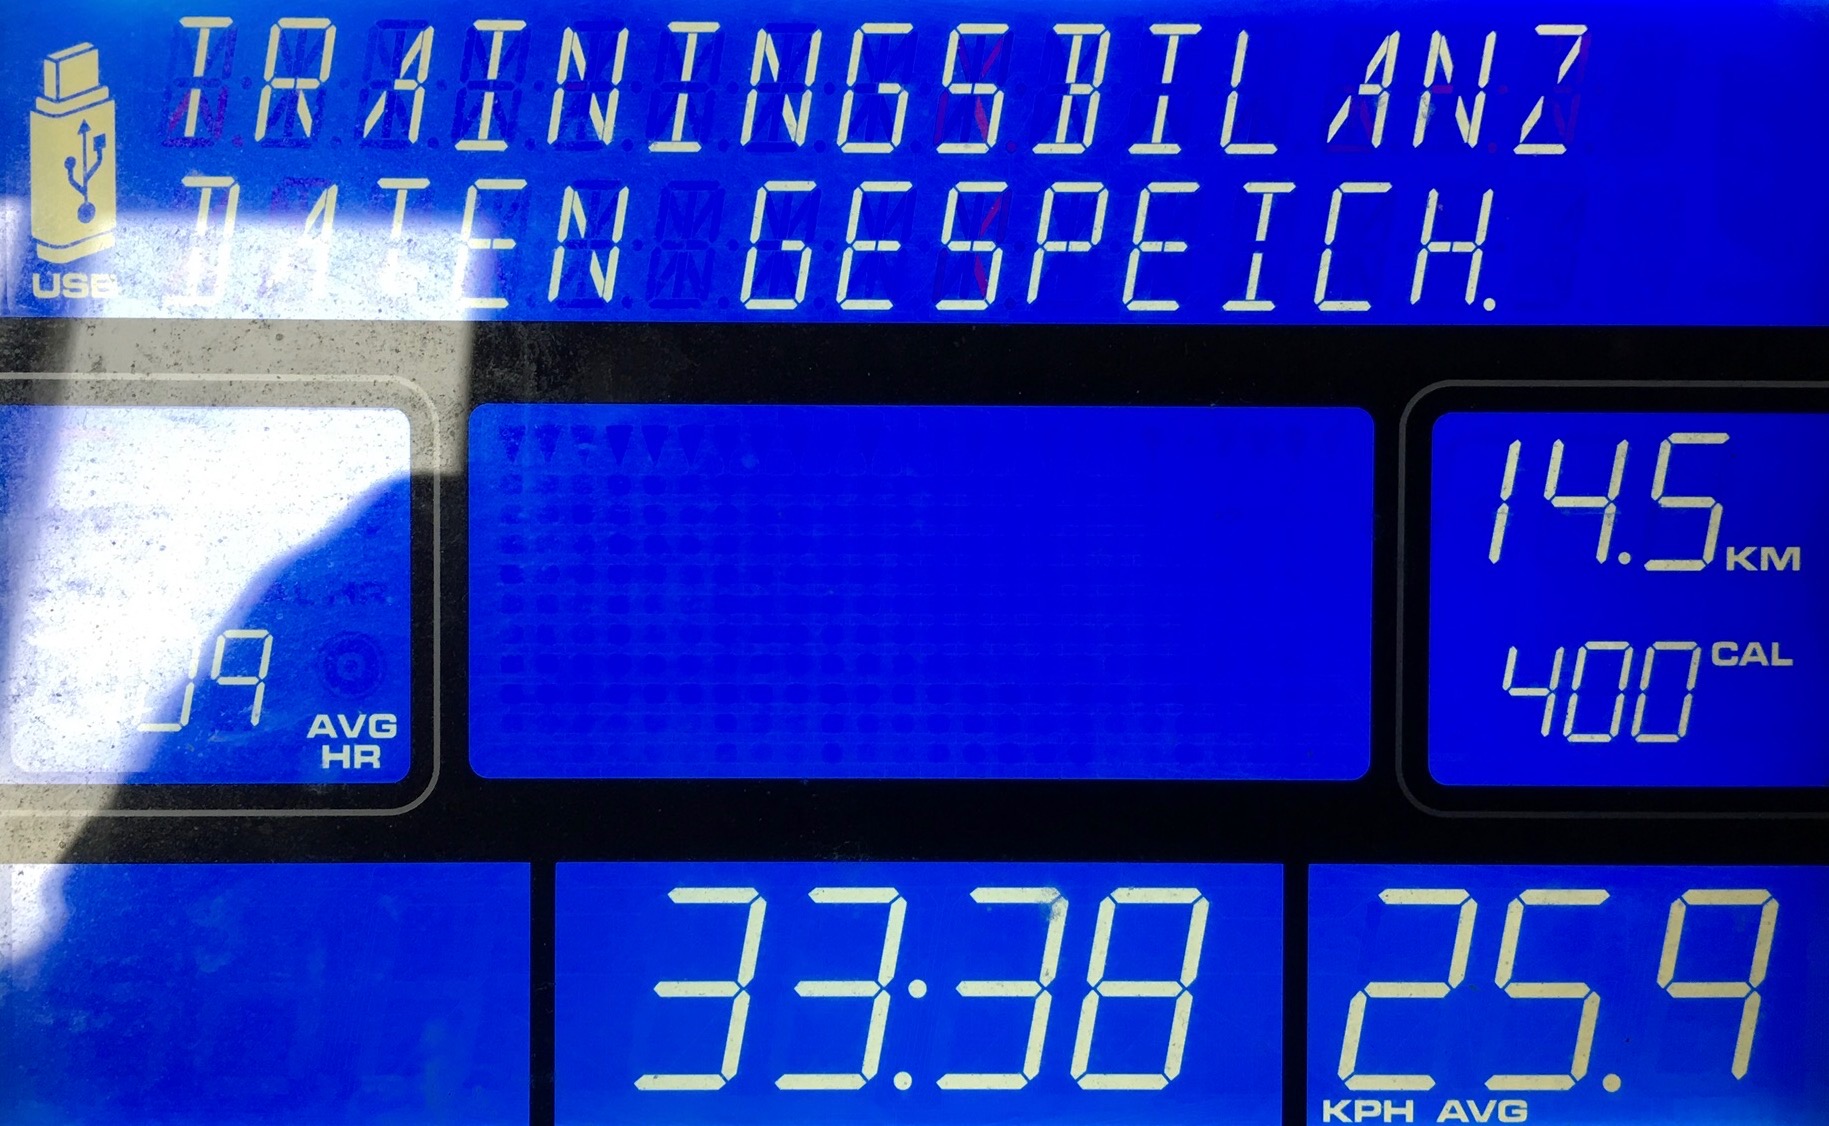 TRAININGSBILANZ
DATEN GESPEICH.
USB
14.5 KM
400 CAL
AVG
HR
33:38
25.9
KPH AVG